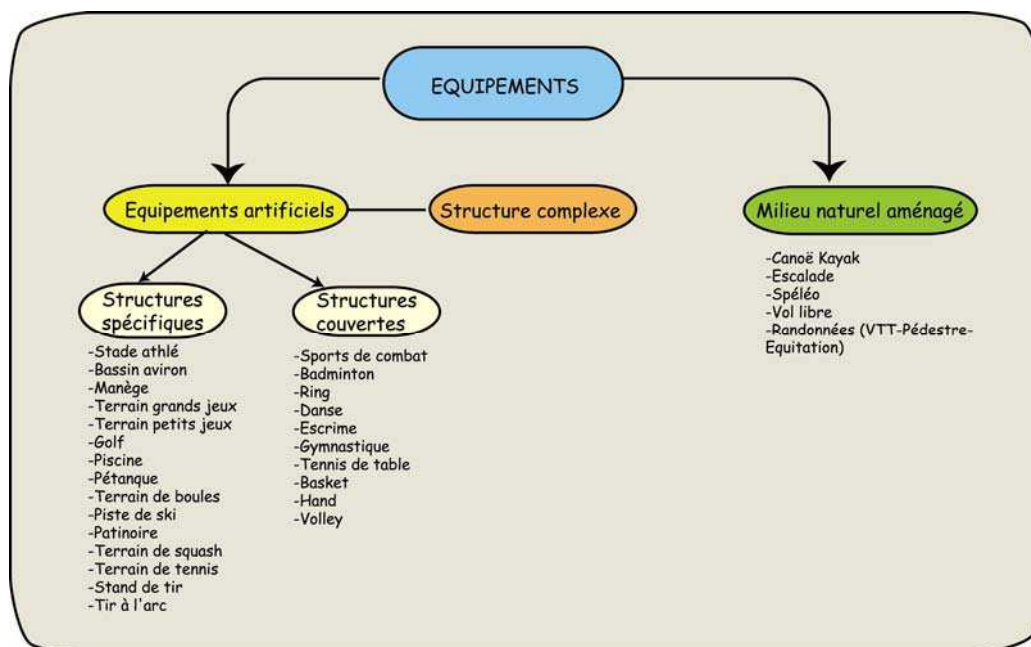 EQUIPEMENTS
Equipements artificiels
Structure complexe
Milieu naturel aménagé
-Canoë Kayak
-Escalade
-Spéléo
-Vol libre
-Randonnées (VTT-Pédestre-
Equitation)
Structures
spécifiques
-Stade athlé
-Bassin aviron
-Manège
-Terrain grands jeux
-Terrain petits jeux
-Golf
-Piscine
-Pétanque
-Terrain de boules
-Piste de ski
-Patinoire
-Terrain de squash
-Terrain de tennis
-Stand de tir
-Tir à l'arc
Structures
couvertes
-Sports de combat
-Badminton
-Ring
-Danse
-Escrime
-Gymnastique
-Tennis de table
-Basket
-Hand
-Volley